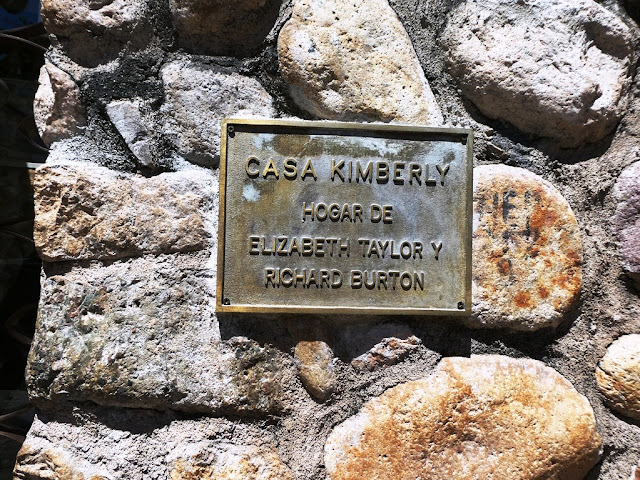 CASA KIMBERLY
HOGAR DE
ELIZABETH TAYLOR Y
RICHARD BURTON